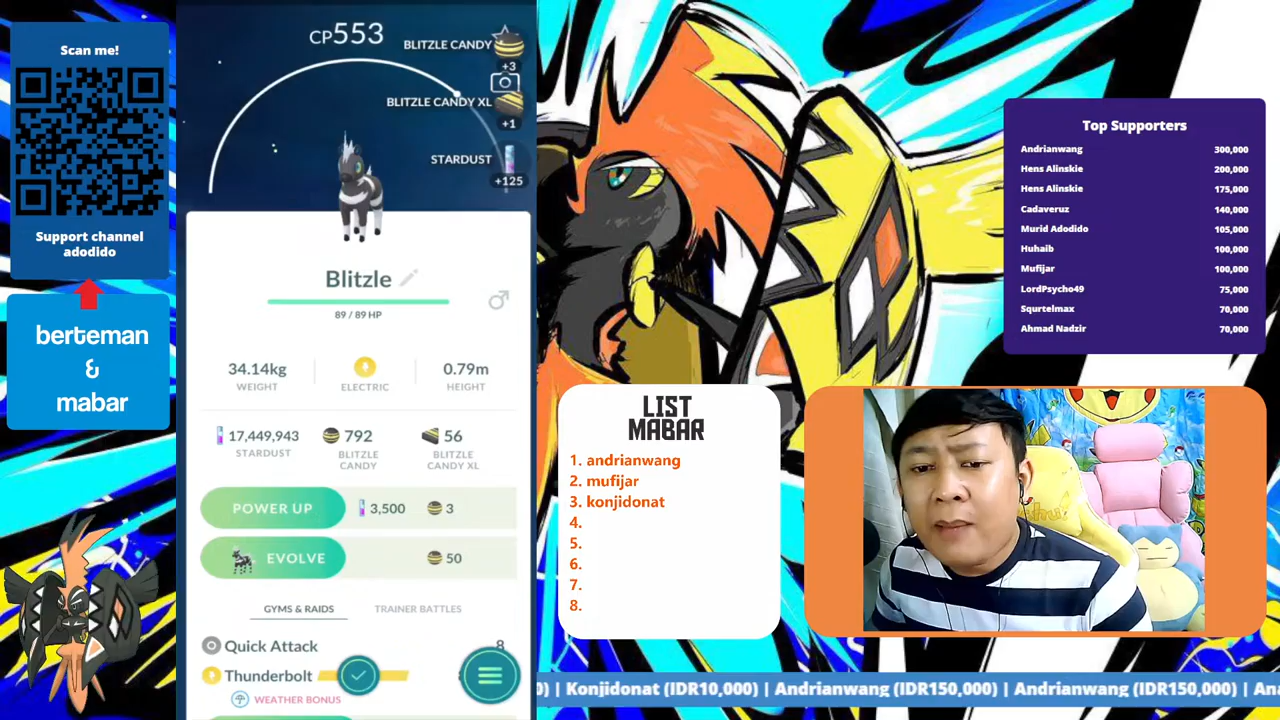 Scan me!
Support channel
adodido
berteman
&
mabar
CP553
BLITZLE CANDY
+3
BLITZLE CANDY XL
+1
STARDUST
+125
Blitzle
89 / 89 HP
34.14kg
WEIGHT
ELECTRIC
0.79m
HEIGHT
17,449,943
STARDUST
792
BLITZLE
CANDY
56
BLITZLE
CANDY XL
POWER UP
3,500
3
EVOLVE
50
GYMS & RAIDS
TRAINER BATTLES
Quick Attack
8
Thunderbolt
WEATHER BONUS
Top Supporters
Andrianwang 300,000
Hens Alinskie 200,000
Hens Alinskie 175,000
Cadaveruz 140,000
Murid Adodido 105,000
Huhaib 100,000
Mufijar 100,000
LordPsycho49 75,000
Squrtelmax 70,000
Ahmad Nadzir 70,000
LIST
MABAR
1. andrianwang
2. mufijar
3. konjidonat
4.
5.
6.
7.
8.
0) | Konjidonat (IDR10,000) | Andrianwang (IDR150,000) | Andrianwang (IDR150,000) | An